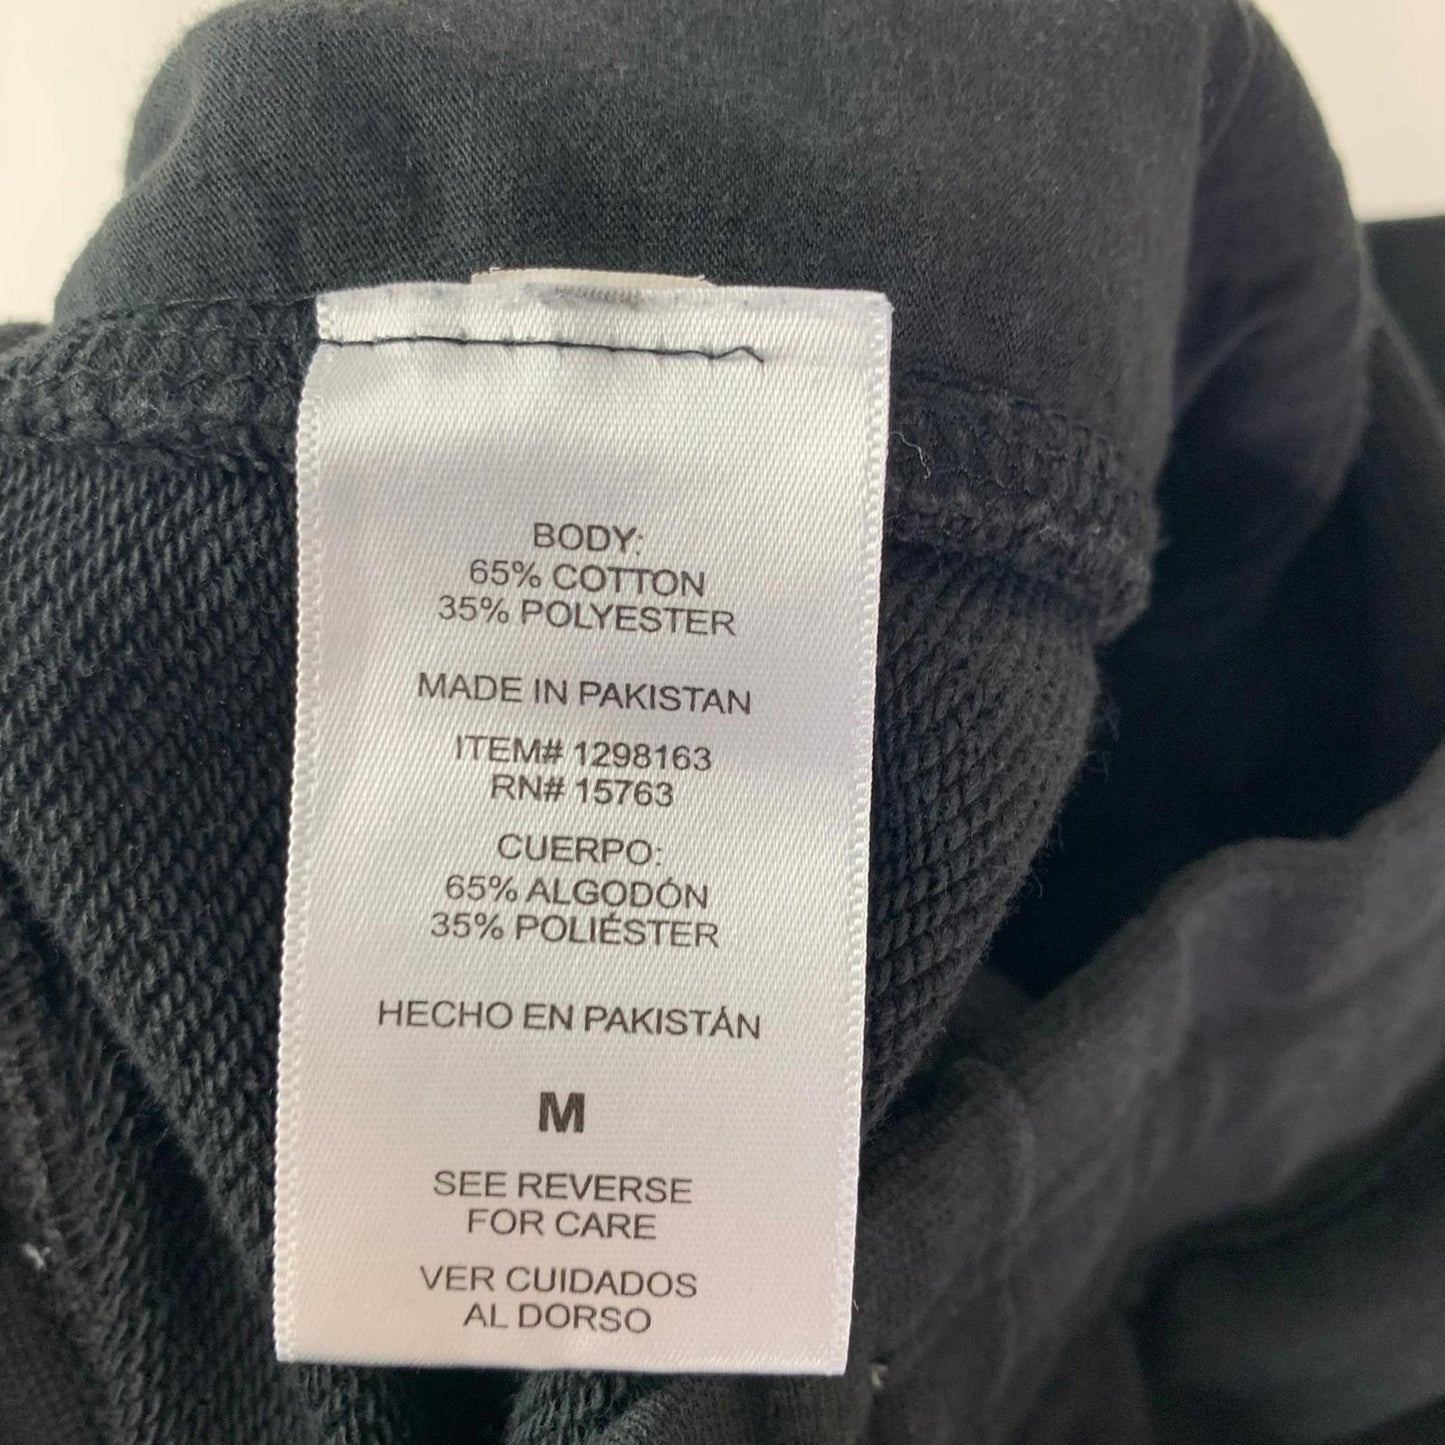 BODY:
65% COTTON
35% POLYESTER
MADE IN PAKISTAN
ITEM# 1298163
RN# 15763
CUERPO:
65% ALGODÓN
35% POLIÉSTER
HECHO EN PAKISTÁN
M
SEE REVERSE
FOR CARE
VER CUIDADOS
AL DORSO